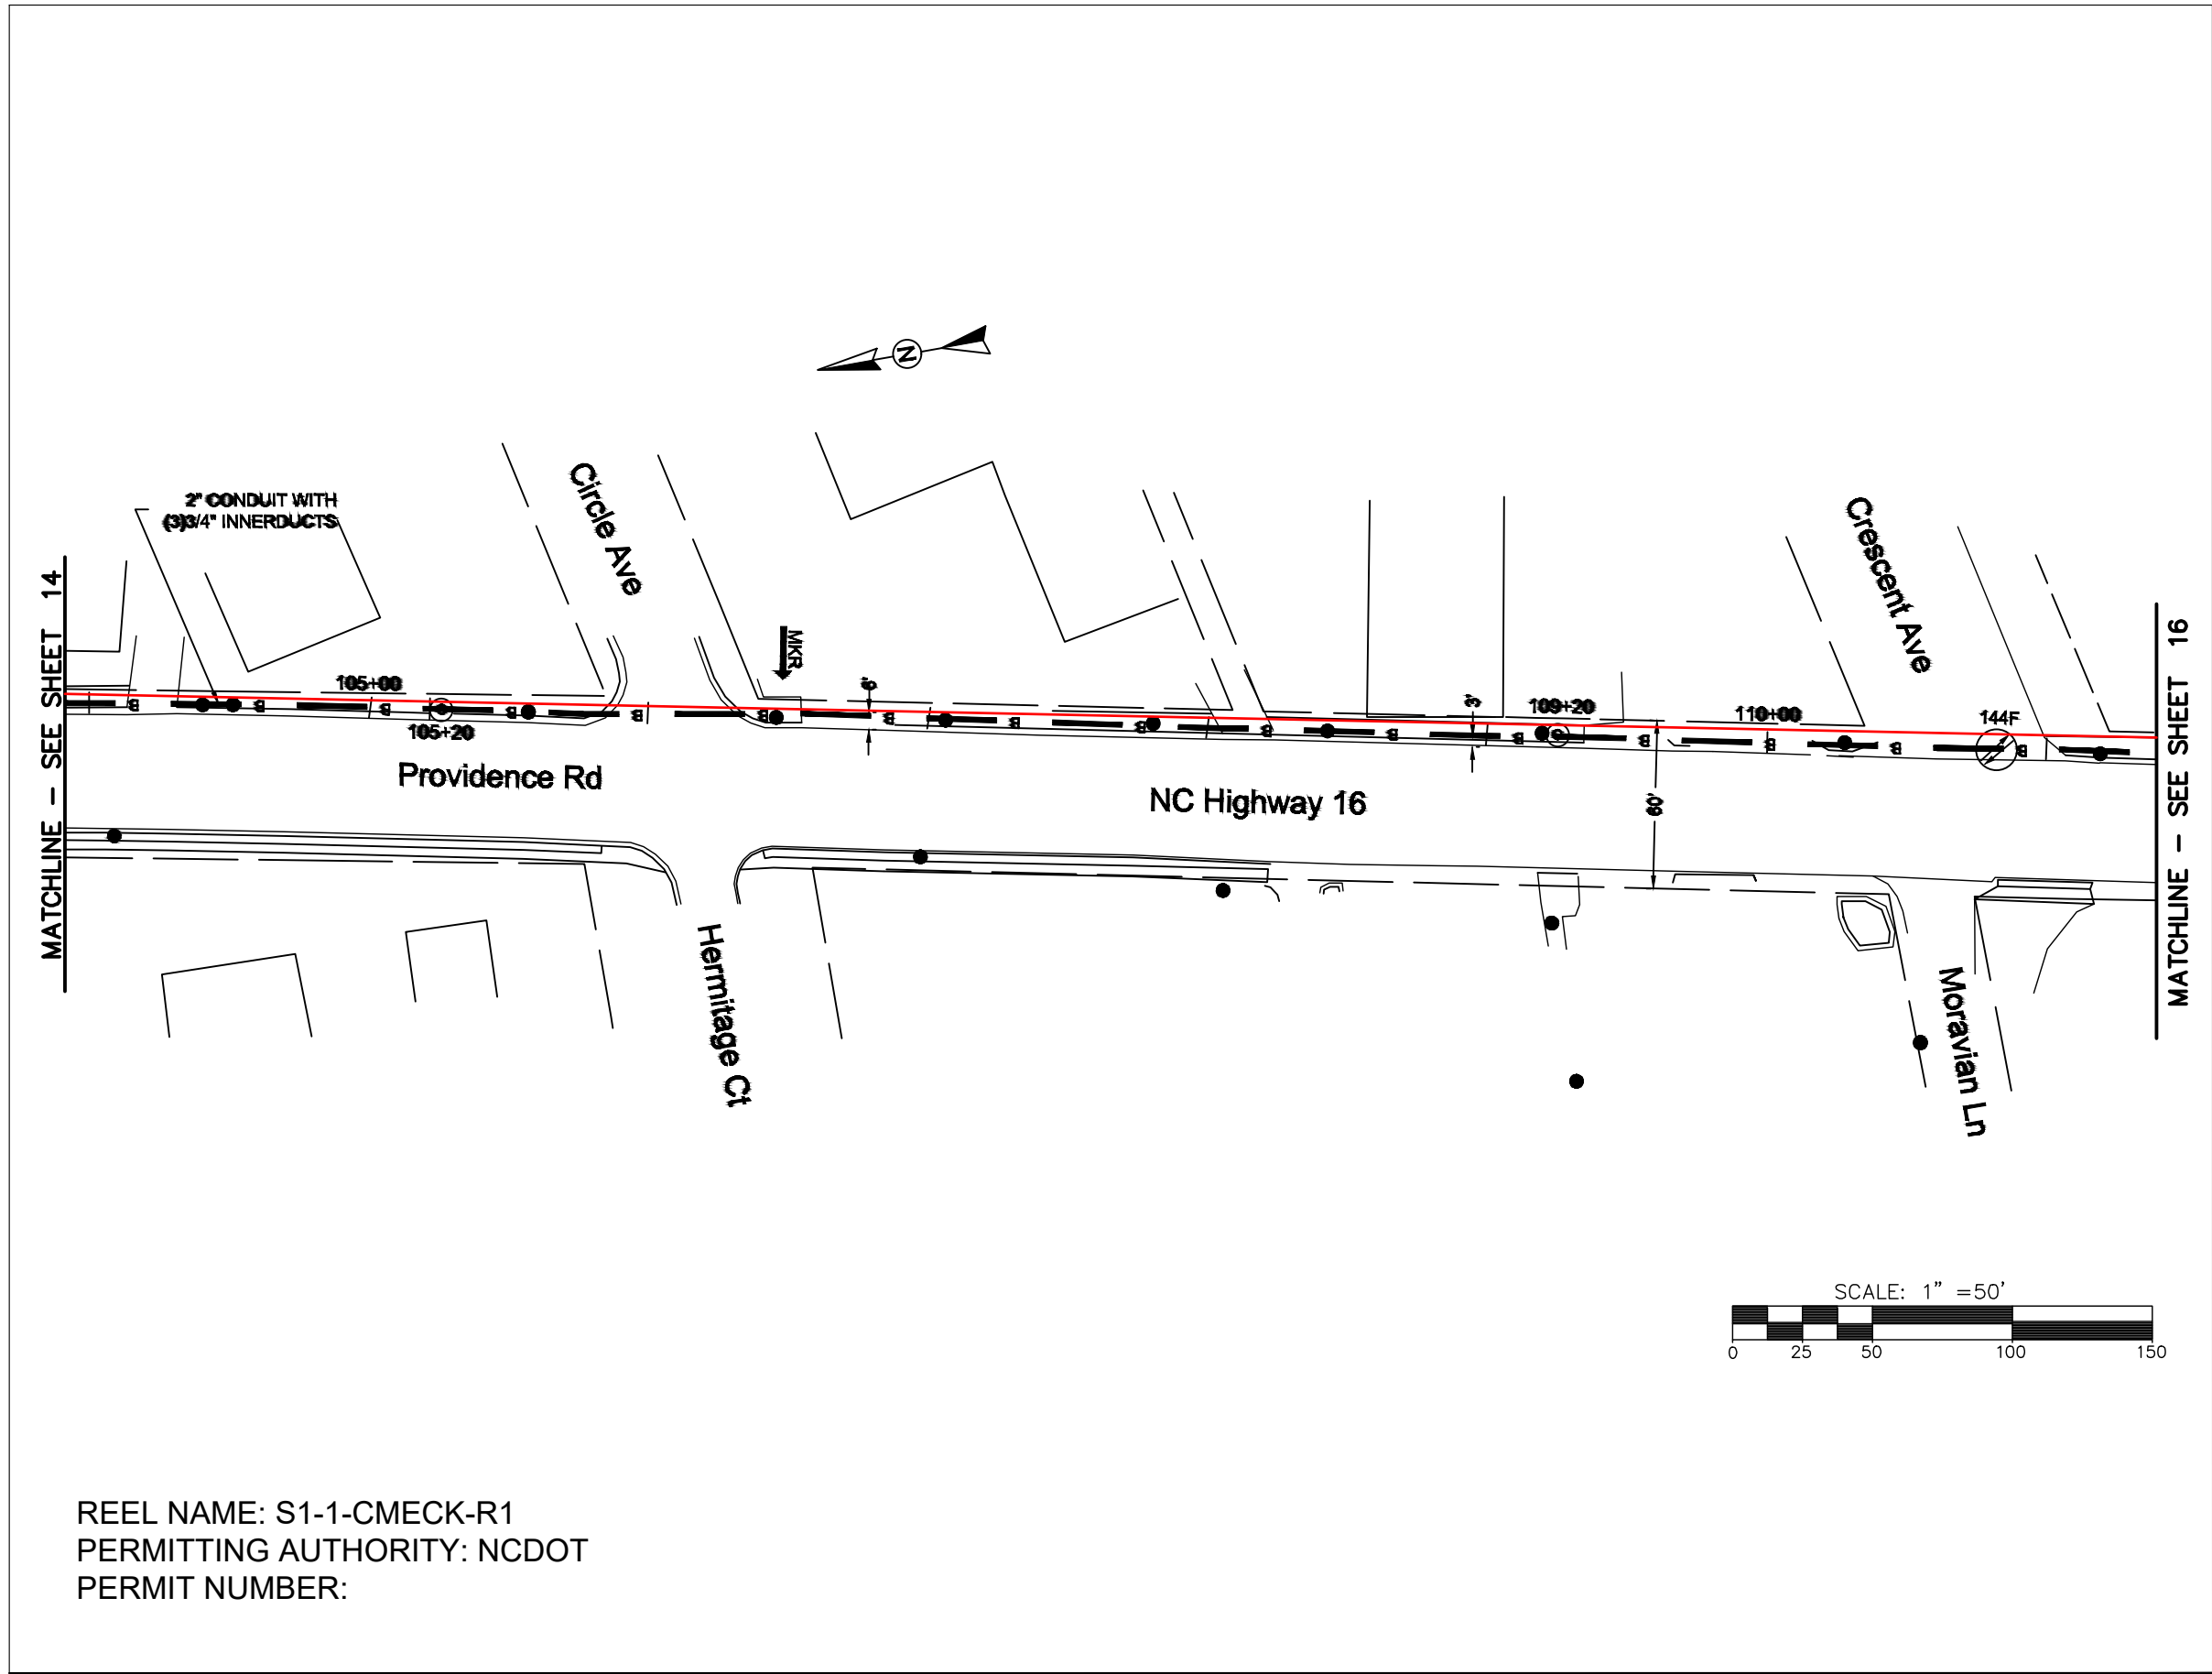 N
2" CONDUIT WITH
(3)3/4" INNERDUCTS
Circle Ave
Crescent Ave
MATCHLINE - SEE SHEET 14
MKR
105+00
6'
3'
109+20
110+00
144F
MATCHLINE - SEE SHEET 16
B B B B B B B B B B B B B B B B
105+20
Providence Rd
NC Highway 16
60'
Hermitage Ct
Moravian Ln
SCALE: 1" =50'
0 25 50 100 150
REEL NAME: S1-1-CMECK-R1
PERMITTING AUTHORITY: NCDOT
PERMIT NUMBER: